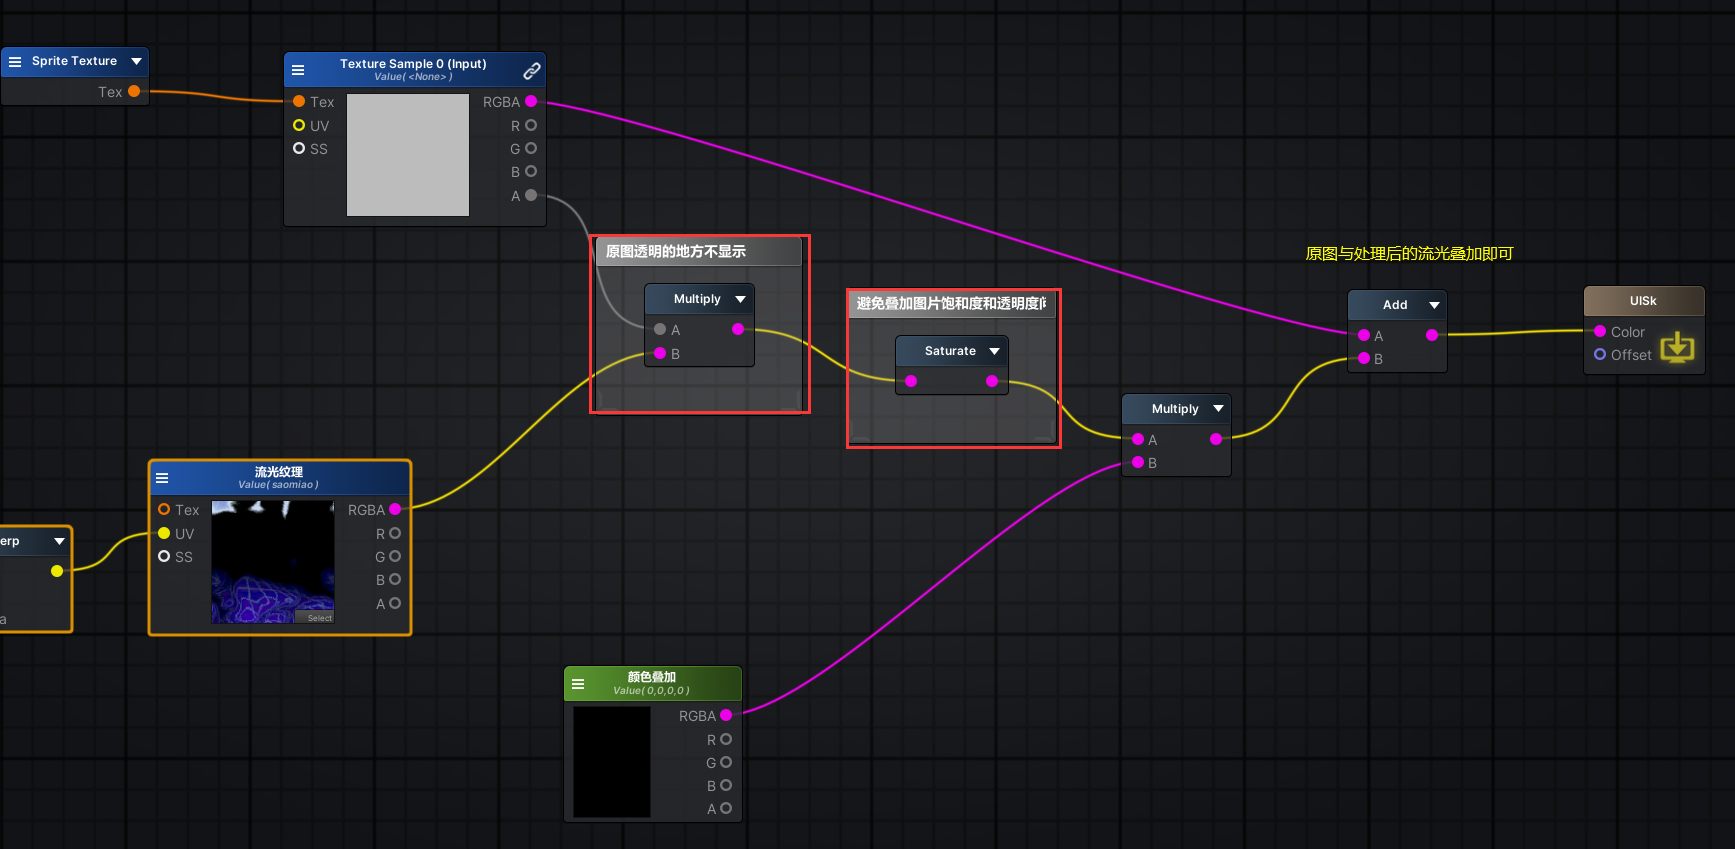 Sprite Texture
Tex
Texture Sample 0 (Input)
Value( <None> )
Tex
UV
SS
RGBA
R
G
B
A
原图透明的地方不显示
Multiply
A
B
避免叠加图片饱和度和透明度
Saturate
原图与处理后的流光叠加即可
Add
A
B
UISk
Color
Offset
Multiply
A
B
流光纹理
Value( saomiao )
Tex
UV
SS
RGBA
R
G
B
A
Select
erp
a
颜色叠加
Value( 0,0,0,0 )
RGBA
R
G
B
A